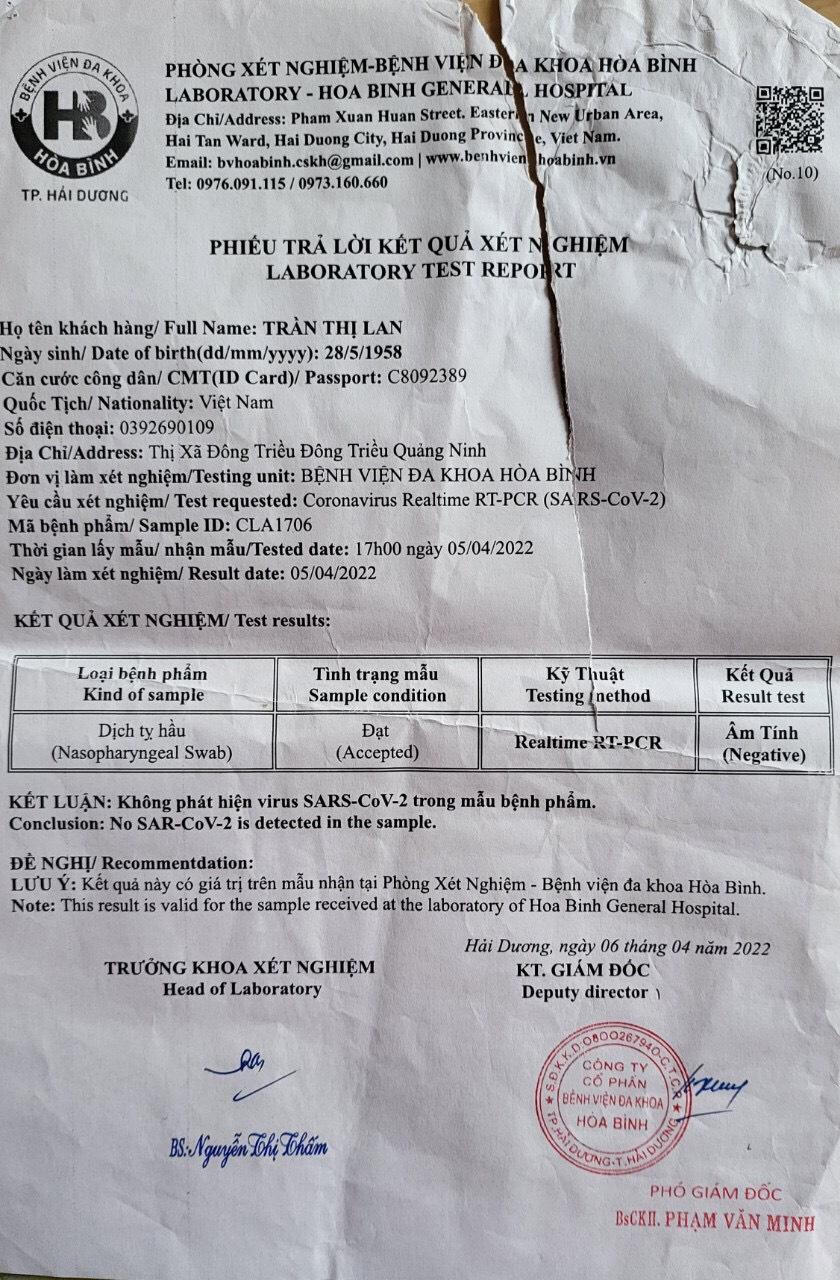 BỆNH VIỆN ĐA KHOA
HB
HÒA BÌNH
TP. HẢI DƯƠNG
PHÒNG XÉT NGHIỆM-BỆNH VIỆN ĐA KHOA HÒA BÌNH
LABORATORY - HOA BINH GENERAL HOSPITAL
Địa Chỉ/Address: Pham Xuan Huan Street. Eastern New Urban Area,
Hai Tan Ward, Hai Duong City, Hai Duong Province, Viet Nam.
Email: bvhoabinh.cskh@gmail.com | www.benhvienhoabinh.vn
Tel: 0976.091.115 / 0973.160.660
(No.10)
PHIẾU TRẢ LỜI KẾT QUẢ XÉT NGHIỆM
LABORATORY TEST REPORT
Họ tên khách hàng/ Full Name: TRẦN THỊ LAN
Ngày sinh/ Date of birth(dd/mm/yyyy): 28/5/1958
Căn cước công dân/ CMT(ID Card)/ Passport: C8092389
Quốc Tịch/ Nationality: Việt Nam
Số điện thoại: 0392690109
Địa Chỉ/Address: Thị Xã Đông Triều Đông Triều Quảng Ninh
Đơn vị làm xét nghiệm/Testing unit: BỆNH VIỆN ĐA KHOA HÒA BÌNH
Yêu cầu xét nghiệm/ Test requested: Coronavirus Realtime RT-PCR (SARS-CoV-2)
Mã bệnh phẩm/ Sample ID: CLA1706
Thời gian lấy mẫu/ nhận mẫu/Tested date: 17h00 ngày 05/04/2022
Ngày làm xét nghiệm/ Result date: 05/04/2022
KẾT QUẢ XÉT NGHIỆM/ Test results:
Loại bệnh phẩm Tình trạng mẫu Kỹ Thuật Kết Quả
Kind of sample Sample condition Testing method Result test
Dịch tỵ hầu Đạt Realtime RT-PCR Âm Tính
(Nasopharyngeal Swab) (Accepted) (Negative)
KẾT LUẬN: Không phát hiện virus SARS-CoV-2 trong mẫu bệnh phẩm.
Conclusion: No SAR-CoV-2 is detected in the sample.
ĐỀ NGHỊ/ Recommentdation:
LƯU Ý: Kết quả này có giá trị trên mẫu nhận tại Phòng Xét Nghiệm - Bệnh viện đa khoa Hòa Bình.
Note: This result is valid for the sample received at the laboratory of Hoa Binh General Hospital.
Hải Dương, ngày 06 tháng 04 năm 2022
TRƯỞNG KHOA XÉT NGHIỆM
Head of Laboratory
KT. GIÁM ĐỐC
Deputy director
S.Đ.K.K.D:0800267940-C.T.C.P
CÔNG TY
CỔ PHẦN
BỆNH VIỆN ĐA KHOA
HÒA BÌNH
TP.HẢI DƯƠNG-T.HẢI DƯƠNG
BS:Nguyễn Thị Thấm
PHÓ GIÁM ĐỐC
BsCKII. PHẠM VĂN MINH